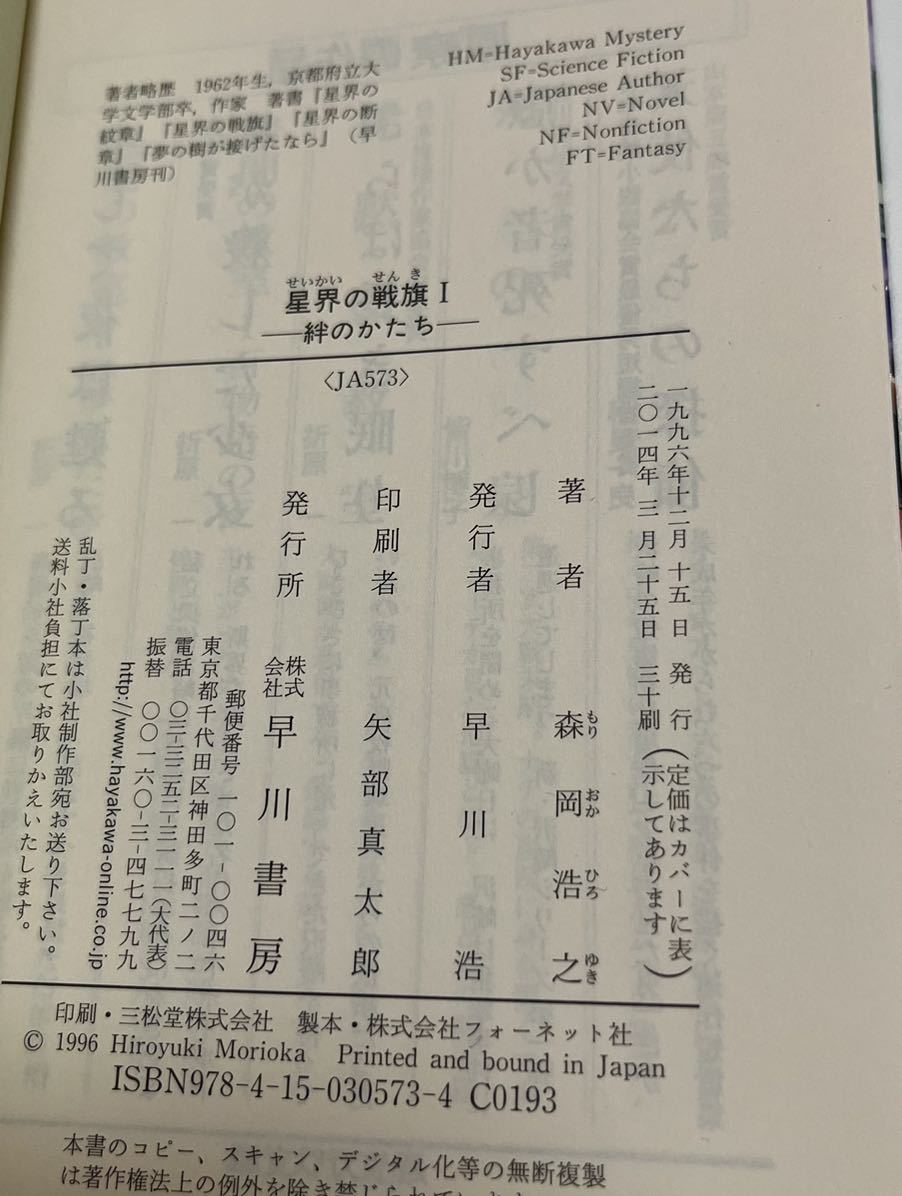 著者略歴　1962年生，京都府立大
学文学部卒，作家　著書『星界の
紋章』『星界の戦旗』『星界の断
章』『夢の樹が接げたなら』（早
川書房刊）
HM=Hayakawa Mystery
SF=Science Fiction
JA=Japanese Author
NV=Novel
NF=Nonfiction
FT=Fantasy
せいかい　せんき
星界の戦旗Ⅰ
―絆のかたち―
〈JA573〉
一九九六年十二月 十五 日　発 行
二〇一四年 三 月二十五日　三十刷
（定価はカバーに表
示してあります）
著　者　森岡浩之
もり おか ひろ ゆき
発行者　早川　浩
印刷者　矢部真太郎
発行所　株式会社 早川書房
郵便番号 一〇一-〇〇四六
東京都千代田区神田多町二ノ二
電話 〇三-三二五二-三一一一（大代表）
振替 〇〇一六〇-三-四七七九九
http://www.hayakawa-online.co.jp
乱丁・落丁本は小社制作部宛お送り下さい。
送料小社負担にてお取りかえいたします。
印刷・三松堂株式会社　製本・株式会社フォーネット社
© 1996 Hiroyuki Morioka　Printed and bound in Japan
ISBN978-4-15-030573-4 C0193
本書のコピー、スキャン、デジタル化等の無断複製
は著作権法上の例外を除き禁じられています。